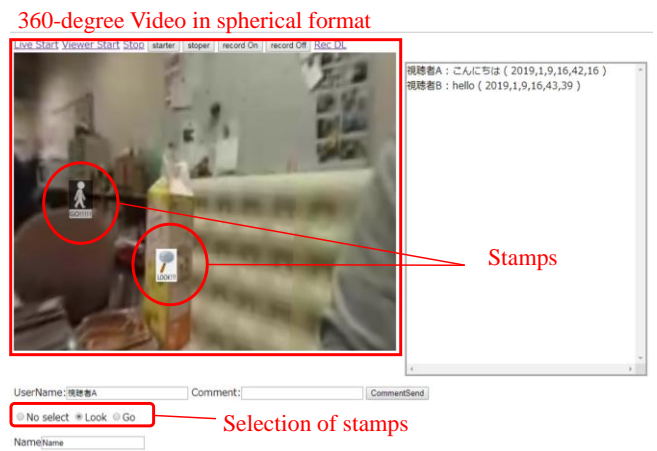 360-degree Video in spherical format
Live Start Viewer Start Stop starter stoper record On record Off Rec DL
視聴者A : こんにちは ( 2019,1,9,16,42,16 )
視聴者B : hello ( 2019,1,9,16,43,39 )
GO!!!!!
LOOK!!!
Stamps
UserName: 視聴者A Comment: CommentSend
No select Look Go
Selection of stamps
Name Name